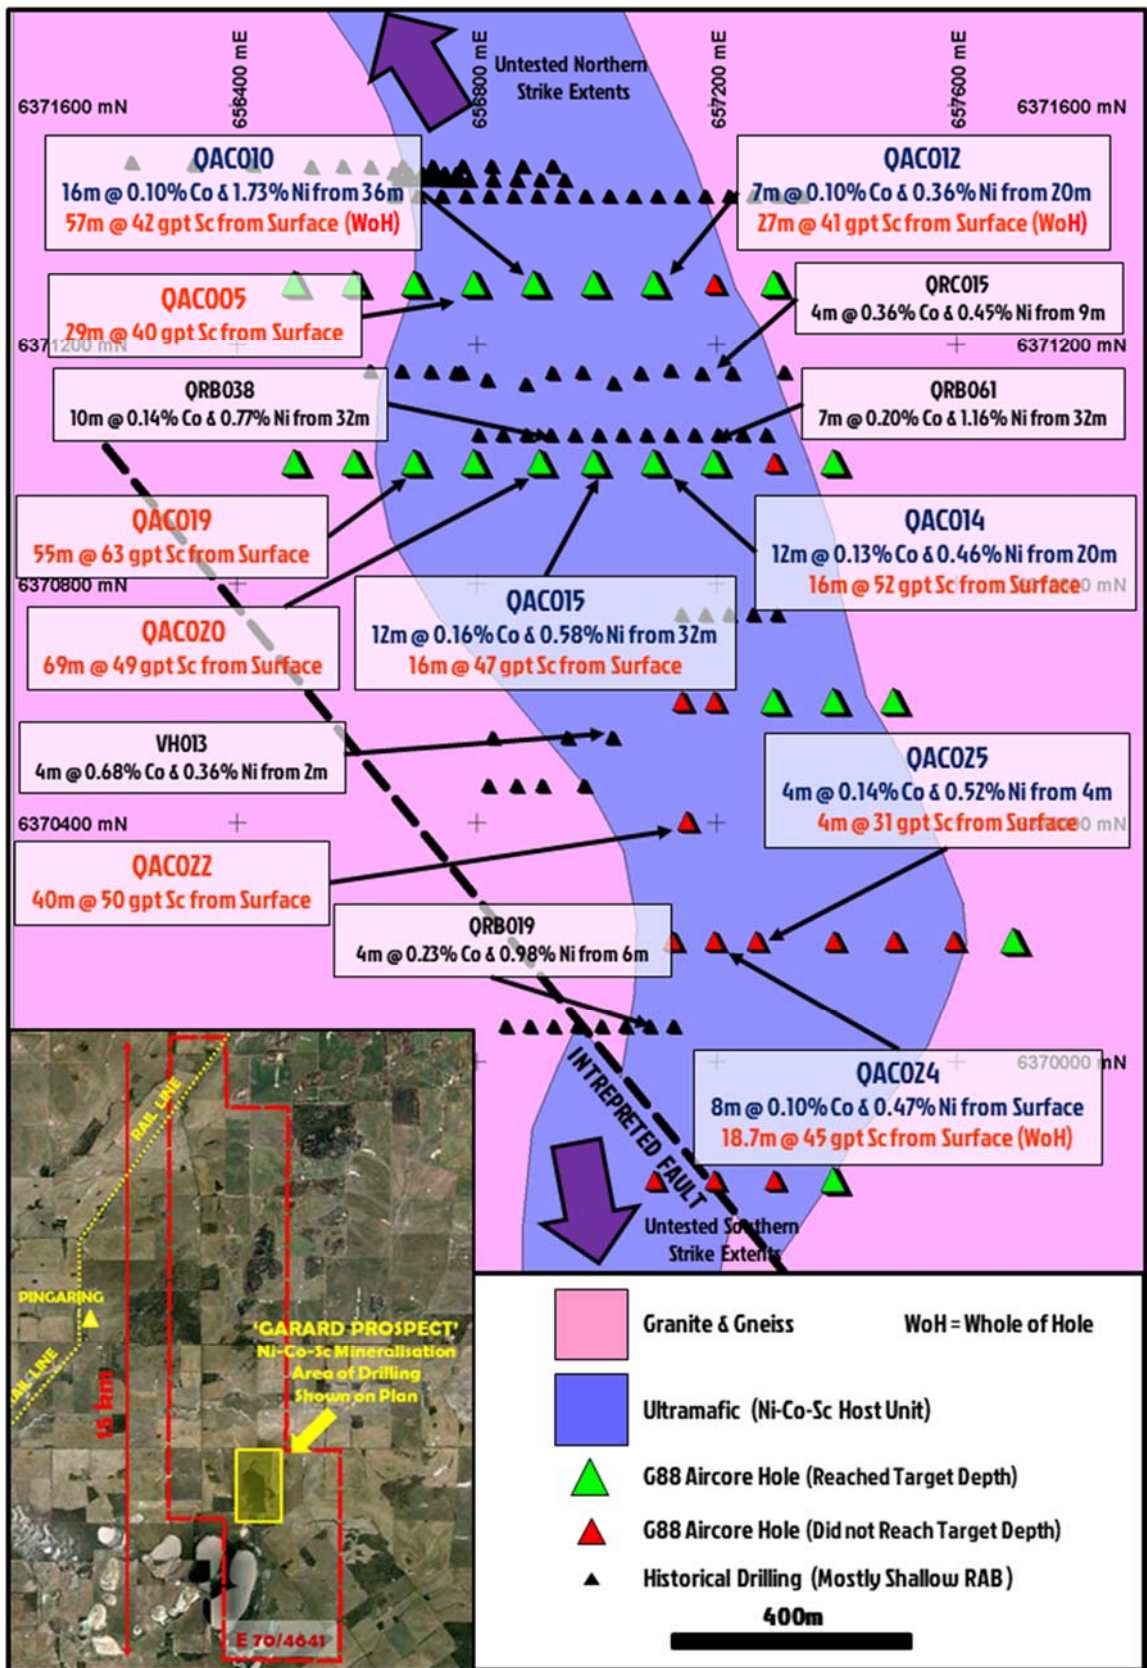 656400 mE
656800 mE
657200 mE
657600 mE
Untested Northern
Strike Extents
6371600 mN
6371600 mN
QAC010
16m @ 0.10% Co & 1.73% Ni from 36m
57m @ 42 gpt Sc from Surface (WoH)
QAC012
7m @ 0.10% Co & 0.36% Ni from 20m
27m @ 41 gpt Sc from Surface (WoH)
QAC005
29m @ 40 gpt Sc from Surface
QRC015
4m @ 0.36% Co & 0.45% Ni from 9m
6371200 mN
6371200 mN
QRB038
10m @ 0.14% Co & 0.77% Ni from 32m
QRB061
7m @ 0.20% Co & 1.16% Ni from 32m
QAC019
55m @ 63 gpt Sc from Surface
QAC014
12m @ 0.13% Co & 0.46% Ni from 20m
16m @ 52 gpt Sc from Surface
6370800 mN
QAC015
12m @ 0.16% Co & 0.58% Ni from 32m
16m @ 47 gpt Sc from Surface
QAC020
69m @ 49 gpt Sc from Surface
VH013
4m @ 0.68% Co & 0.36% Ni from 2m
QAC025
4m @ 0.14% Co & 0.52% Ni from 4m
4m @ 31 gpt Sc from Surface
6370400 mN
QAC022
40m @ 50 gpt Sc from Surface
QRB019
4m @ 0.23% Co & 0.98% Ni from 6m
6370000 mN
INTREPRETED FAULT
QAC024
8m @ 0.10% Co & 0.47% Ni from Surface
18.7m @ 45 gpt Sc from Surface (WoH)
Untested Southern
Strike Extents
RAIL LINE
PINGARING
RAIL LINE
15 km
'GARARD PROSPECT'
Ni-Co-Sc Mineralisation
Area of Drilling
Shown on Plan
E 70/4641
Granite & Gneiss
WoH = Whole of Hole
Ultramafic (Ni-Co-Sc Host Unit)
G88 Aircore Hole (Reached Target Depth)
G88 Aircore Hole (Did not Reach Target Depth)
Historical Drilling (Mostly Shallow RAB)
400m